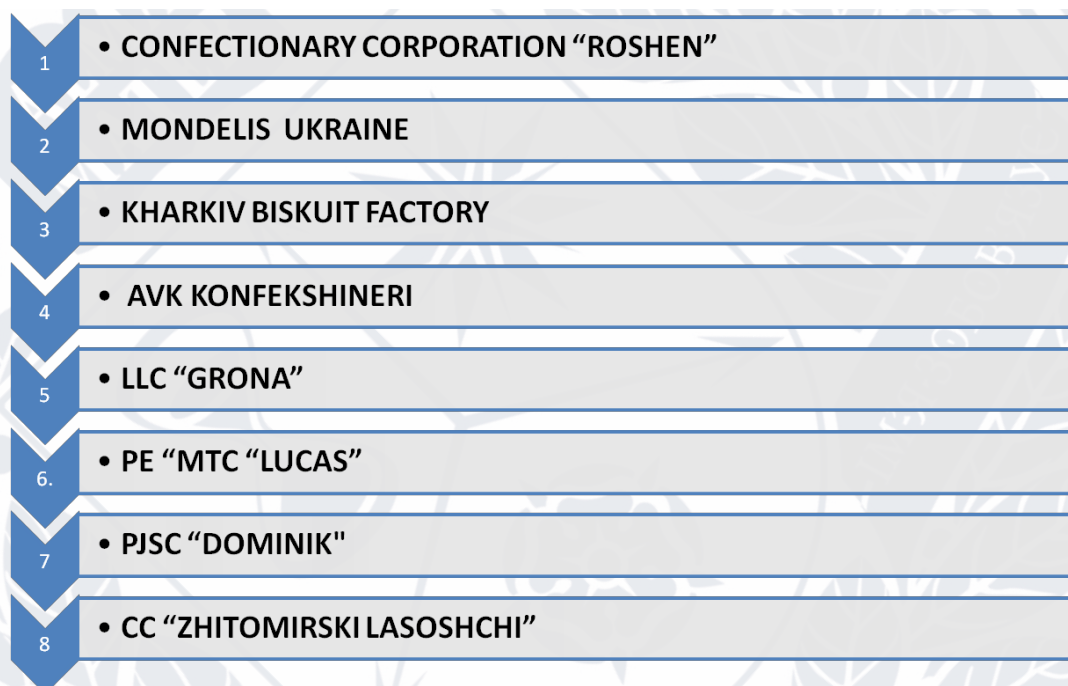 1 • CONFECTIONARY CORPORATION “ROSHEN”
2 • MONDELIS UKRAINE
3 • KHARKIV BISKUIT FACTORY
4 • AVK KONFEKSHINERI
5 • LLC “GRONA”
6. • PE “MTC “LUCAS”
7 • PJSC “DOMINIK"
8 • CC “ZHITOMIRSKI LASOSHCHI”